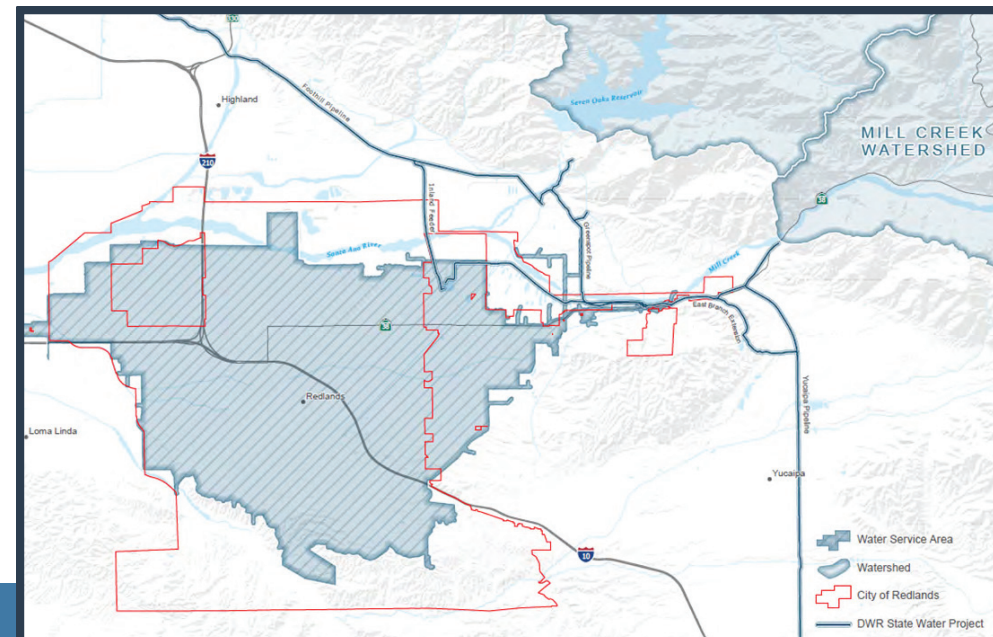 330
Highland
Foothill Pipeline
Seven Oaks Reservoir
MILL CREEK
WATERSHED
210
38
Inland Feeder
Greenspot Pipeline
Santa Ana River
Mill Creek
38
East Branch Extension
Redlands
Yucaipa Pipeline
Loma Linda
Yucaipa
10
Water Service Area
Watershed
City of Redlands
DWR State Water Project